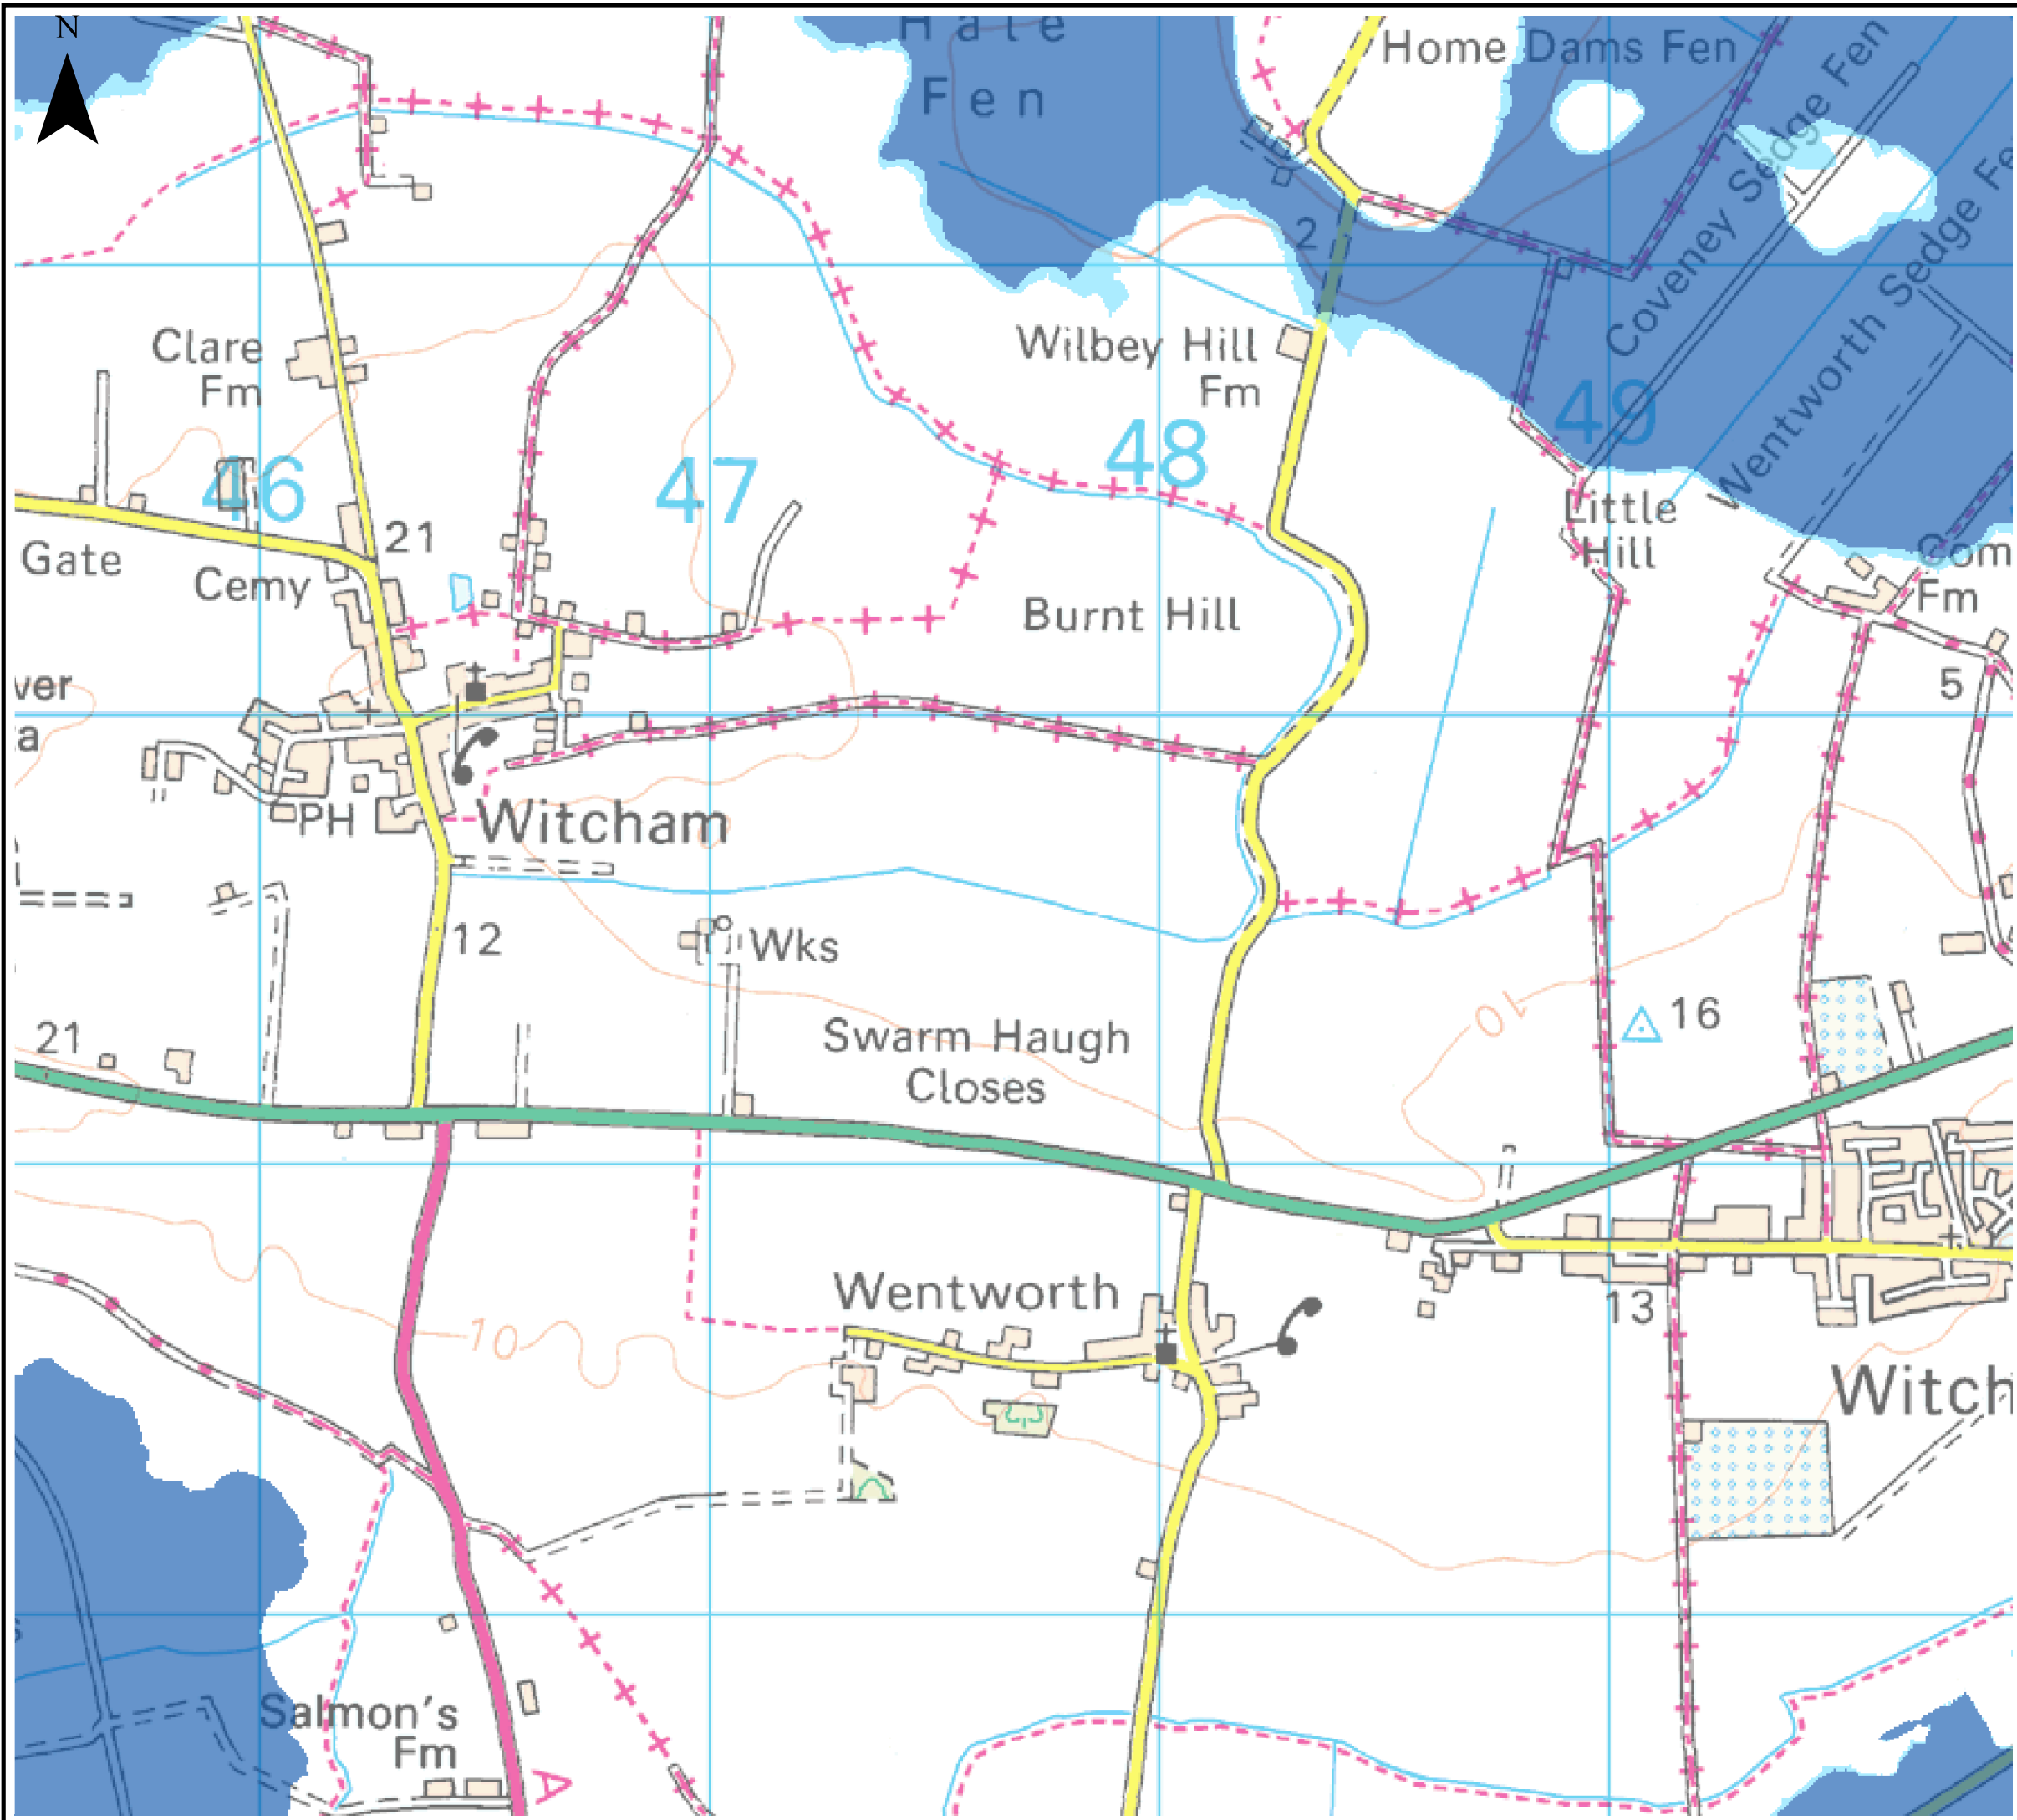 N
Hale
Fen
Home Dams Fen
Coveney Sedge Fen
2
Wentworth Sedge Fe
Clare
Fm
Wilbey Hill
Fm
46
47
48
49
21
Little
Hill
Gate
Cemy
Burnt Hill
Com
Fm
ver
a
5
PH
Witcham
12
Wks
21
Swarm Haugh
Closes
10
16
Wentworth
10
13
Witch
s
Salmon's
Fm
A